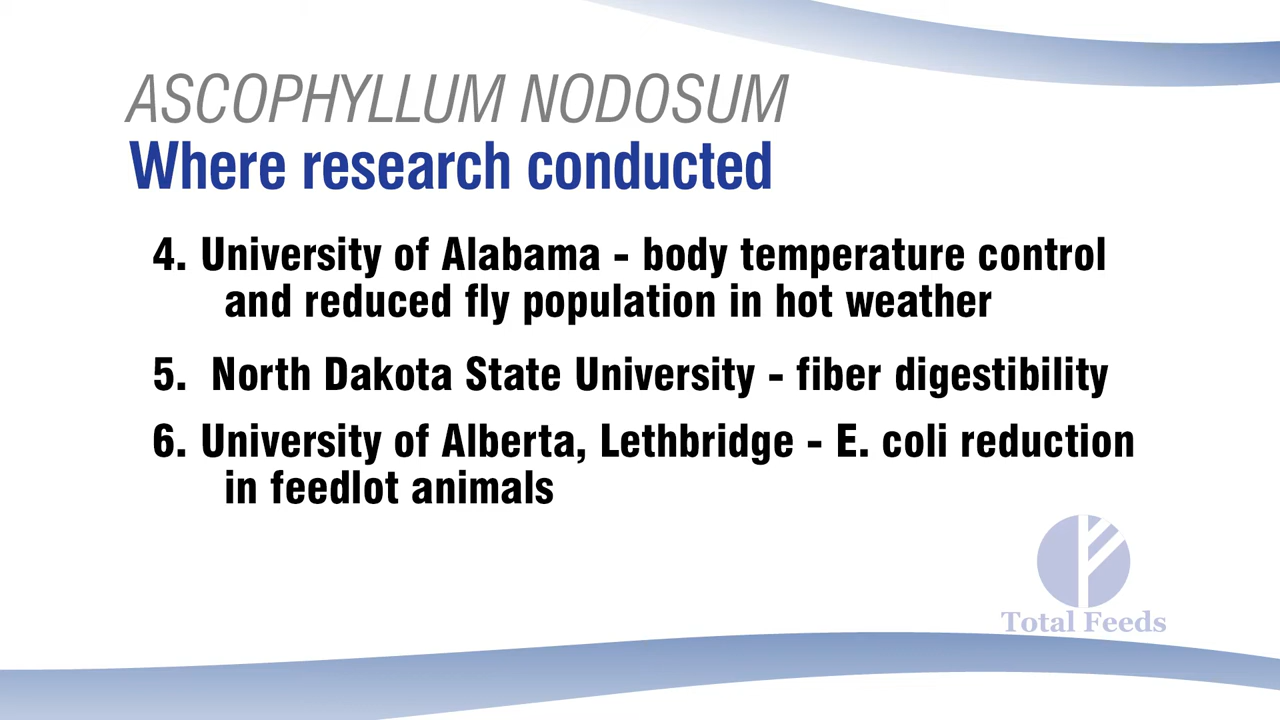 ASCOPHYLLUM NODOSUM
Where research conducted
4. University of Alabama - body temperature control
and reduced fly population in hot weather
5. North Dakota State University - fiber digestibility
6. University of Alberta, Lethbridge - E. coli reduction
in feedlot animals
Total Feeds